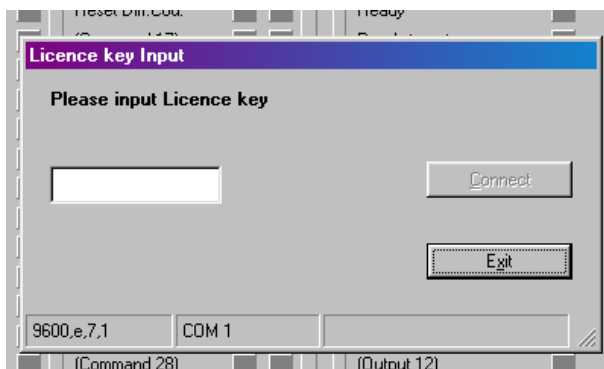 Ready
Licence key Input
Please input Licence key
Connect
Exit
9600,e,7,1
COM 1
(Command 28)
(Output 12)